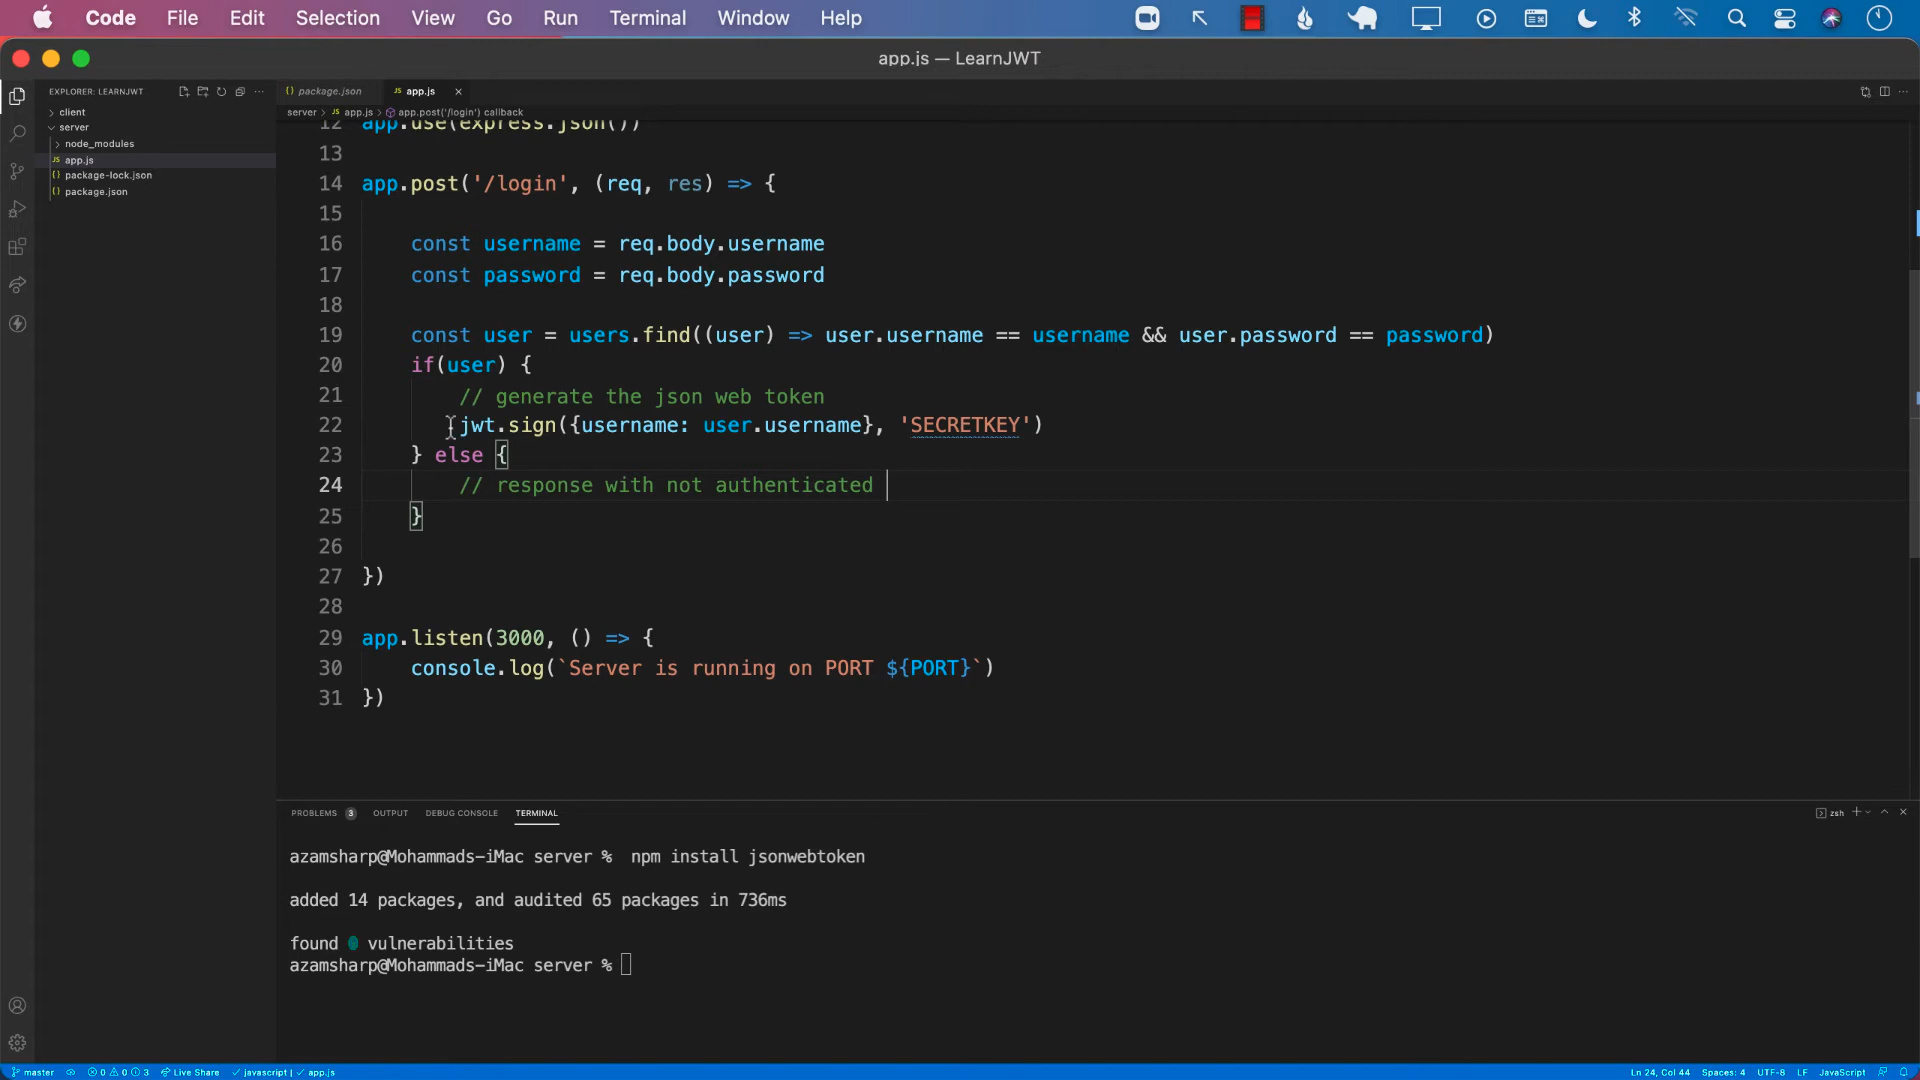 Code File Edit Selection View Go Run Terminal Window Help
app.js — LearnJWT
EXPLORER: LEARNJWT
package.json
app.js
client
server
node_modules
app.js
package-lock.json
package.json
server > JS app.js > app.post('/login') callback
12 app.use(express.json())
13
14 app.post('/login', (req, res) => {
15
16 const username = req.body.username
17 const password = req.body.password
18
19 const user = users.find((user) => user.username == username && user.password == password)
20 if(user) {
21 // generate the json web token
22 jwt.sign({username: user.username}, 'SECRETKEY')
23 } else {
24 // response with not authenticated
25 }
26
27 })
28
29 app.listen(3000, () => {
30 console.log(`Server is running on PORT ${PORT}`)
31 })
PROBLEMS 3 OUTPUT DEBUG CONSOLE TERMINAL
zsh
azamsharp@Mohammads-iMac server % npm install jsonwebtoken
added 14 packages, and audited 65 packages in 736ms
found 0 vulnerabilities
azamsharp@Mohammads-iMac server %
master 0 0 3 Live Share javascript | app.js
Ln 24, Col 44 Spaces: 4 UTF-8 LF JavaScript